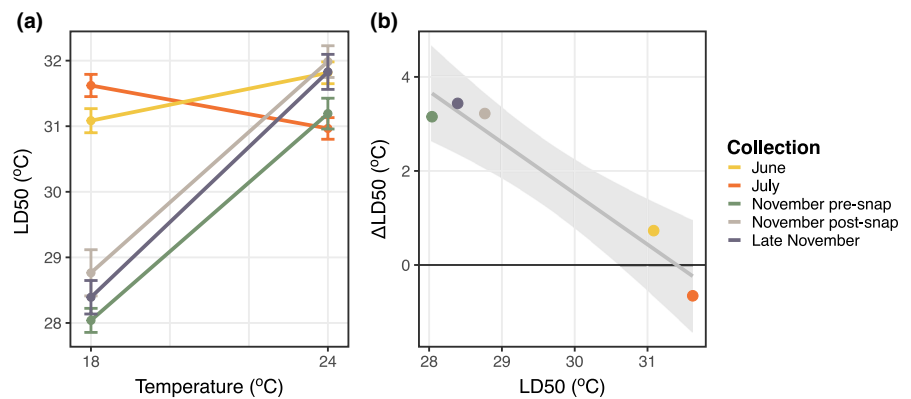 (a)
LD50 (°C)
32
31
30
29
28
18
24
Temperature (°C)
(b)
ΔLD50 (°C)
4
2
0
28
29
30
31
LD50 (°C)
Collection
June
July
November pre-snap
November post-snap
Late November